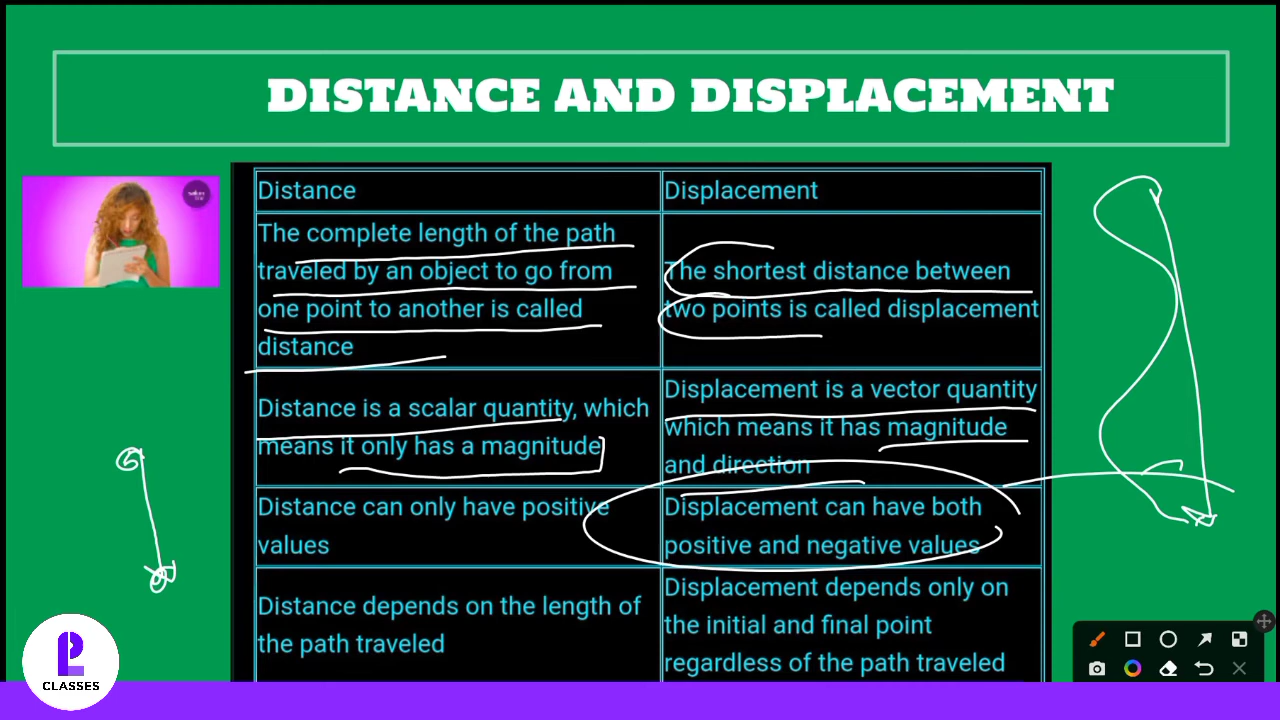 DISTANCE AND DISPLACEMENT
Distance
Displacement
The complete length of the path
traveled by an object to go from
one point to another is called
distance
The shortest distance between
two points is called displacement
Distance is a scalar quantity, which
means it only has a magnitude
Displacement is a vector quantity
which means it has magnitude
and direction
Distance can only have positive
values
Displacement can have both
positive and negative values
Distance depends on the length of
the path traveled
Displacement depends only on
the initial and final point
regardless of the path traveled
CLASSES